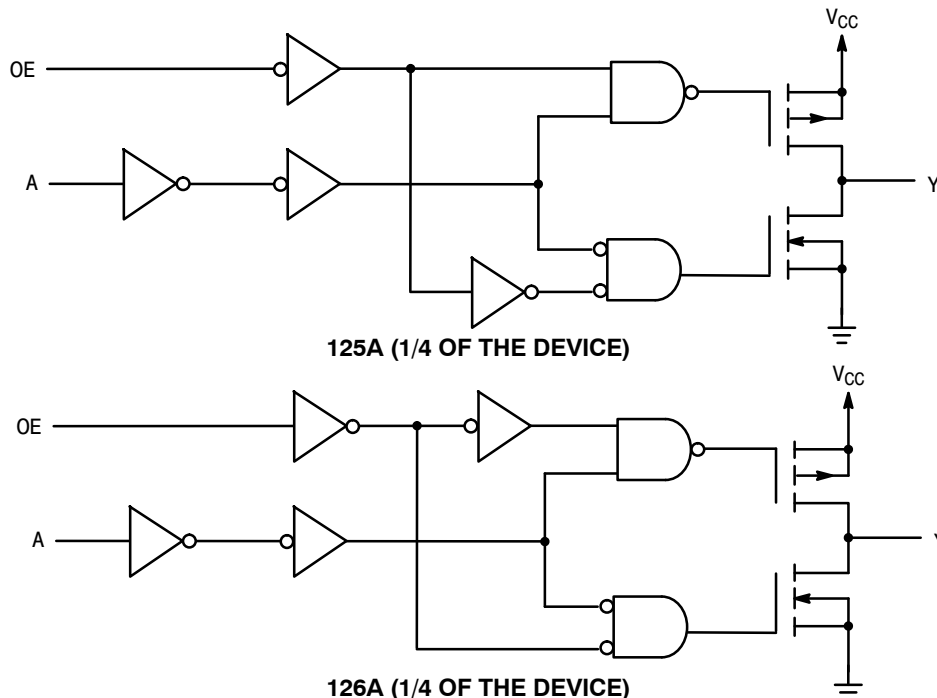 VCC
OE
A
Y
125A (1/4 OF THE DEVICE)
VCC
OE
A
126A (1/4 OF THE DEVICE)